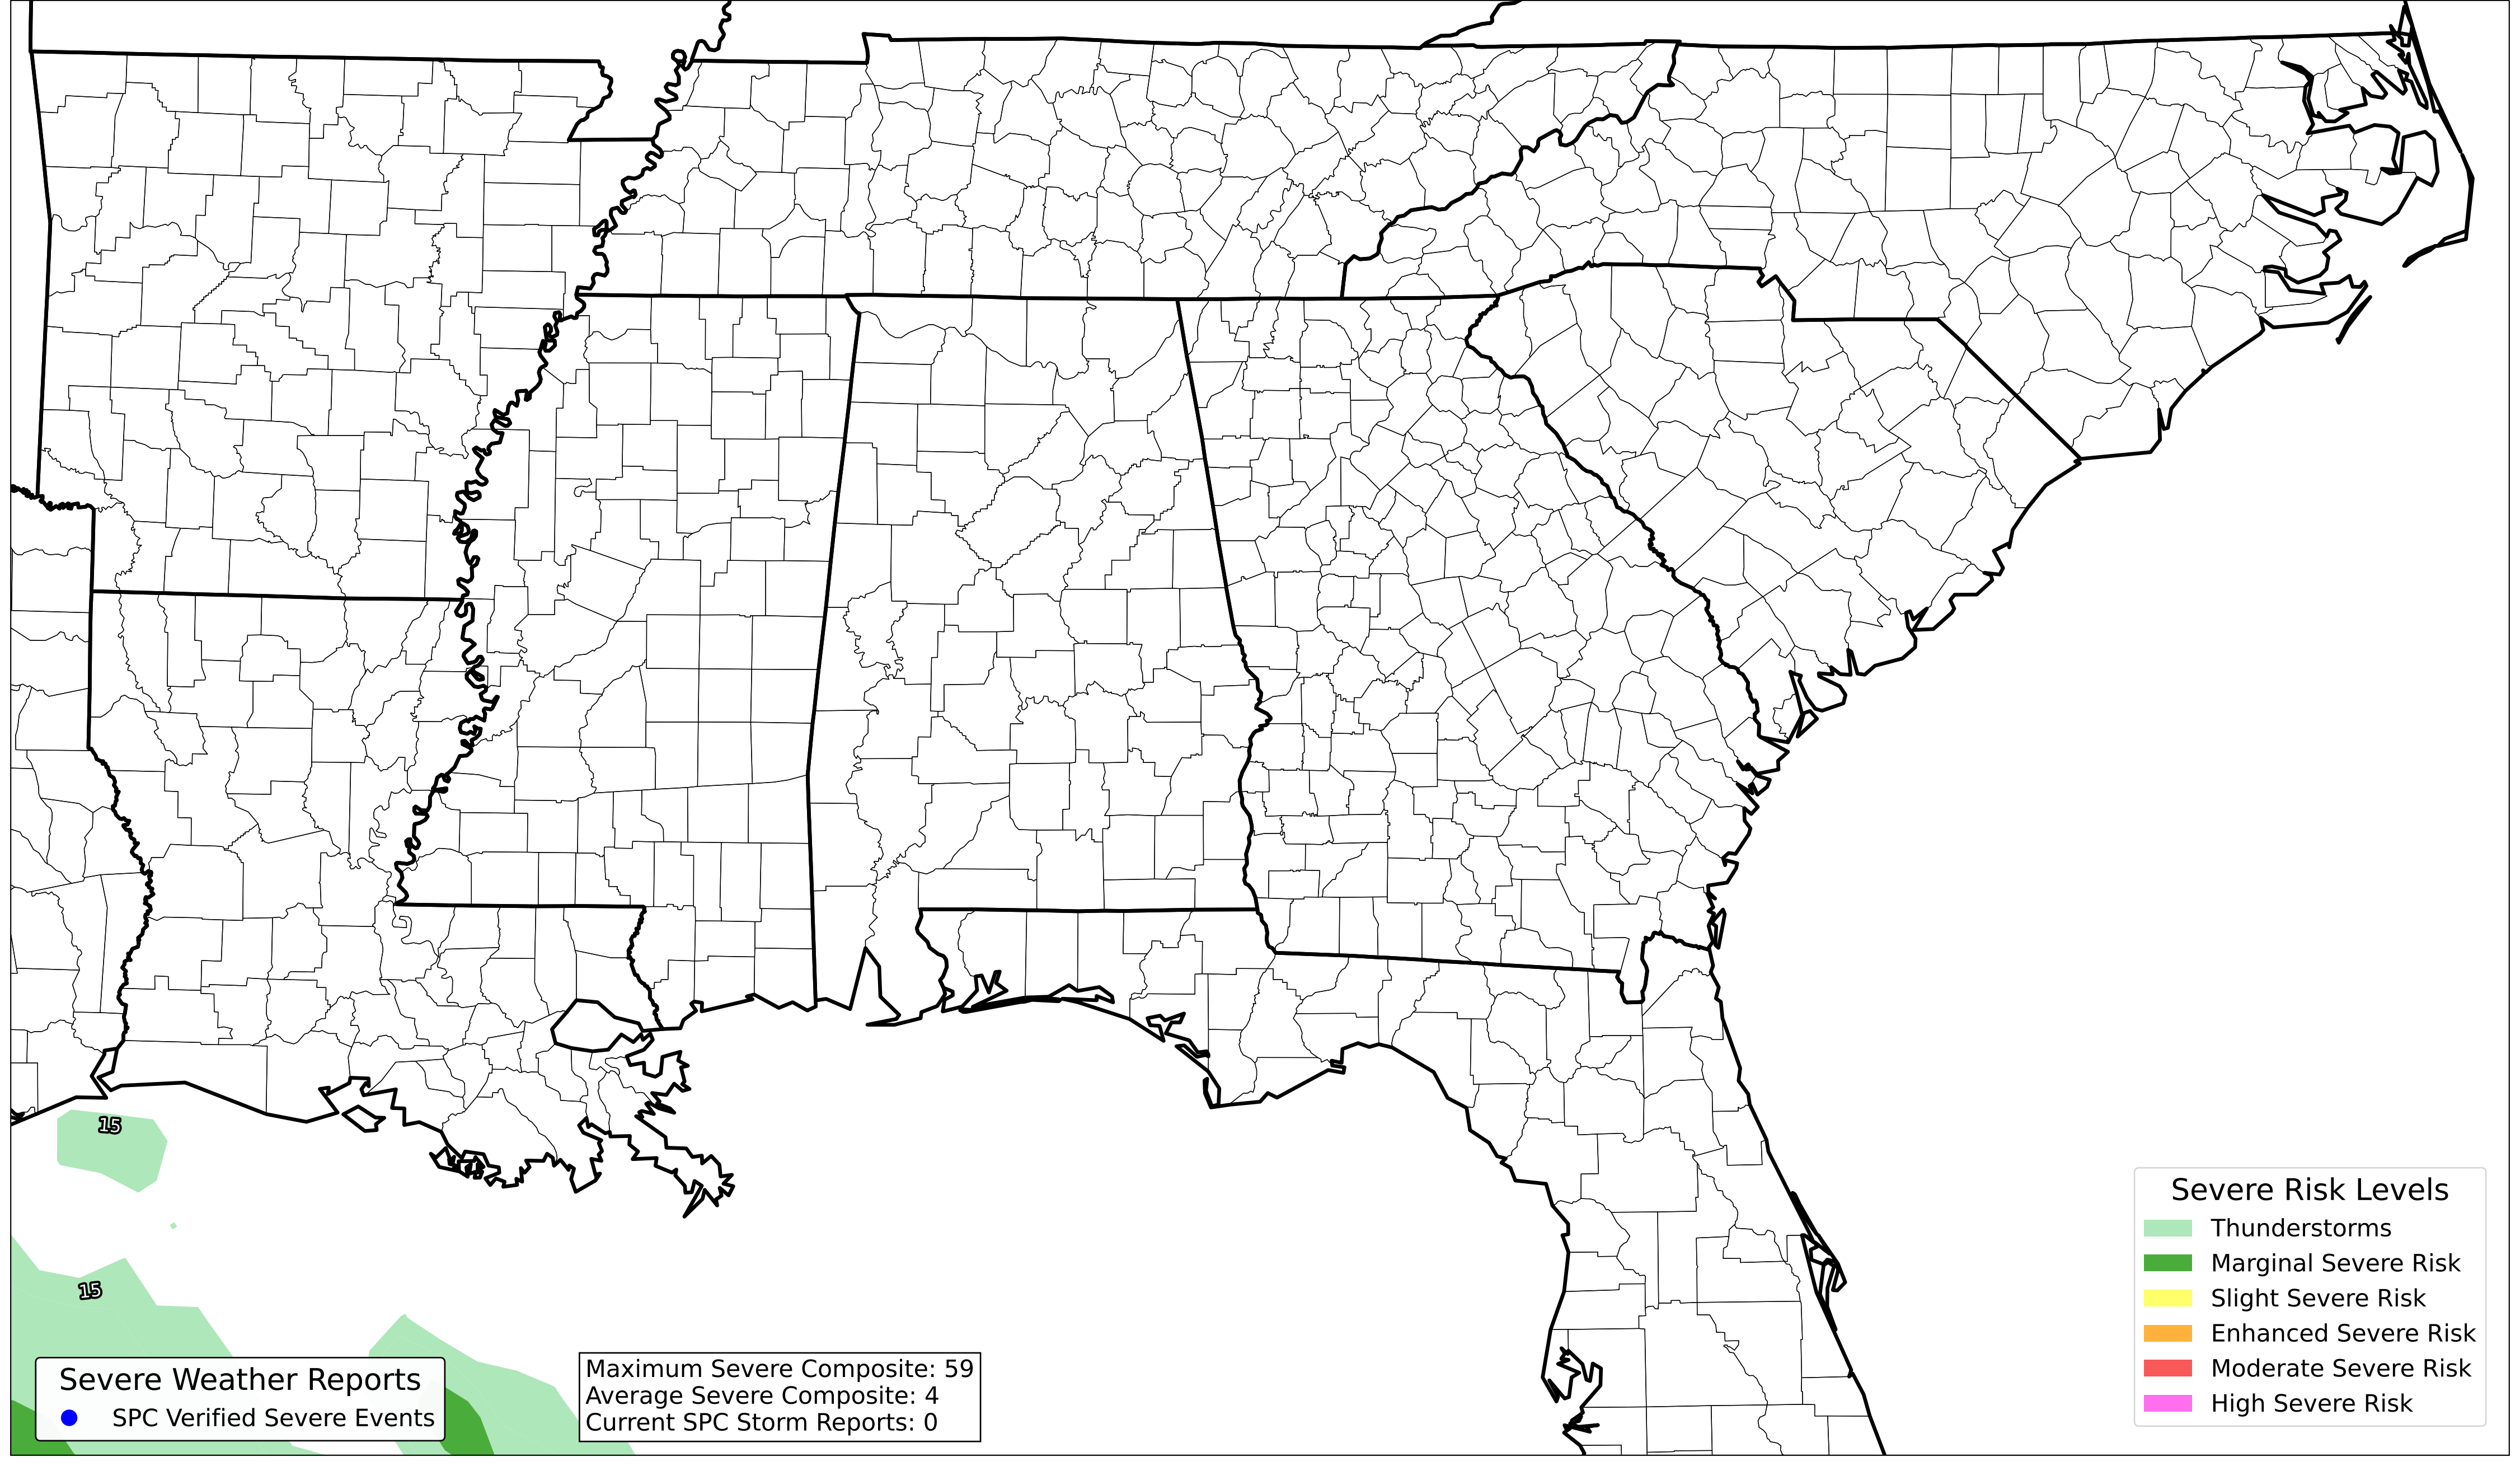 15
15
Severe Risk Levels
Thunderstorms
Marginal Severe Risk
Slight Severe Risk
Enhanced Severe Risk
Moderate Severe Risk
High Severe Risk
Severe Weather Reports
SPC Verified Severe Events
Maximum Severe Composite: 59
Average Severe Composite: 4
Current SPC Storm Reports: 0